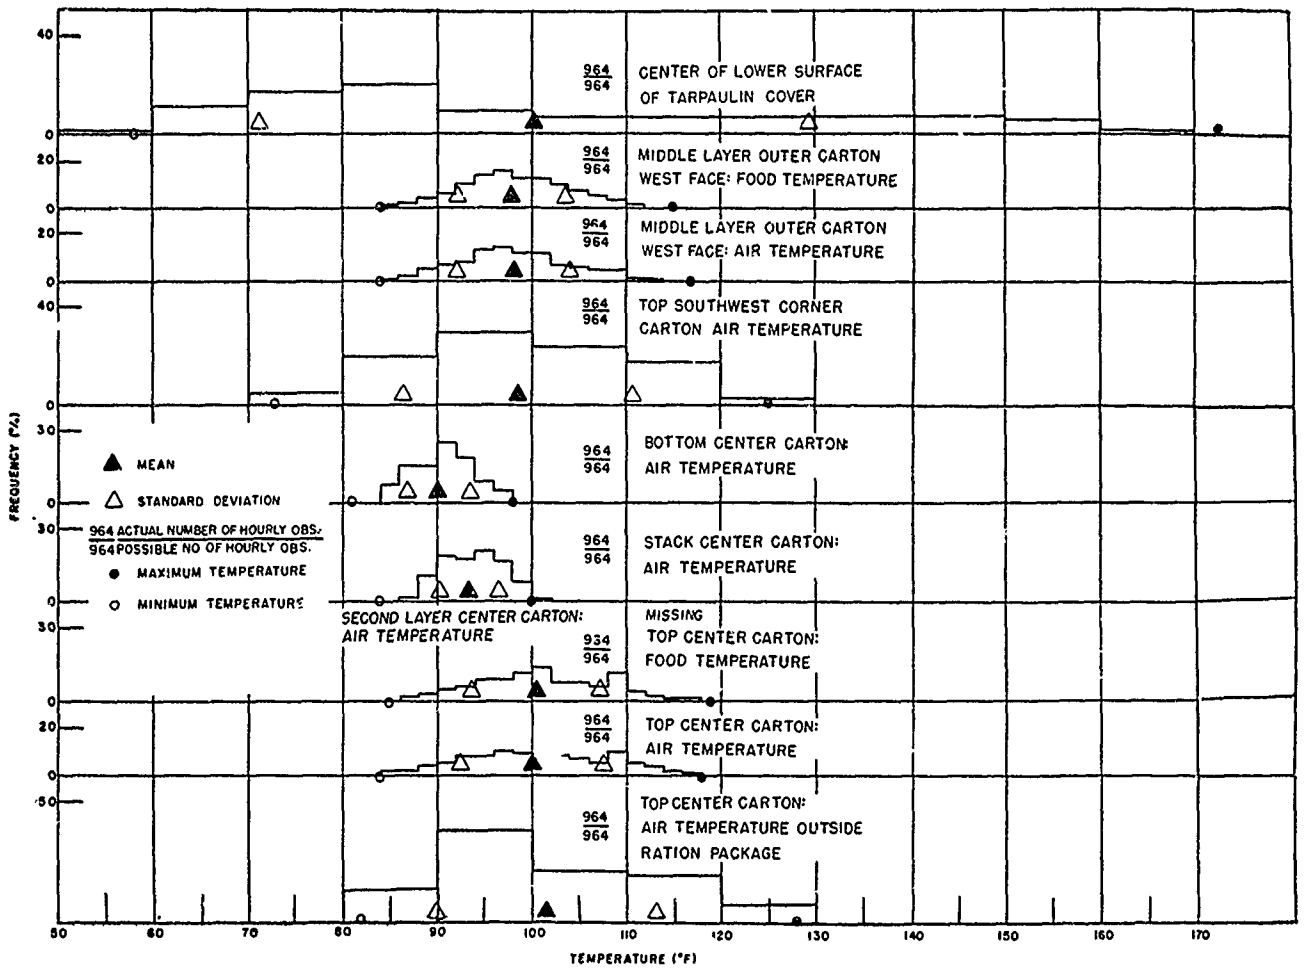 40
964
964
CENTER OF LOWER SURFACE
OF TARPAULIN COVER
0
20
964
964
MIDDLE LAYER OUTER CARTON
WEST FACE: FOOD TEMPERATURE
0
20
964
964
MIDDLE LAYER OUTER CARTON
WEST FACE: AIR TEMPERATURE
0
40
964
964
TOP SOUTHWEST CORNER
CARTON AIR TEMPERATURE
0
FREQUENCY (%)
30
964
964
BOTTOM CENTER CARTON:
AIR TEMPERATURE
0
MEAN
STANDARD DEVIATION
964 ACTUAL NUMBER OF HOURLY OBS.
964 POSSIBLE NO OF HOURLY OBS.
MAXIMUM TEMPERATURE
MINIMUM TEMPERATURE
30
964
964
STACK CENTER CARTON:
AIR TEMPERATURE
0
SECOND LAYER CENTER CARTON:
AIR TEMPERATURE
MISSING
30
934
964
TOP CENTER CARTON:
FOOD TEMPERATURE
0
20
964
964
TOP CENTER CARTON:
AIR TEMPERATURE
0
50
964
964
TOP CENTER CARTON:
AIR TEMPERATURE OUTSIDE
RATION PACKAGE
50 60 70 80 90 100 110 120 130 140 150 160 170
TEMPERATURE (°F)